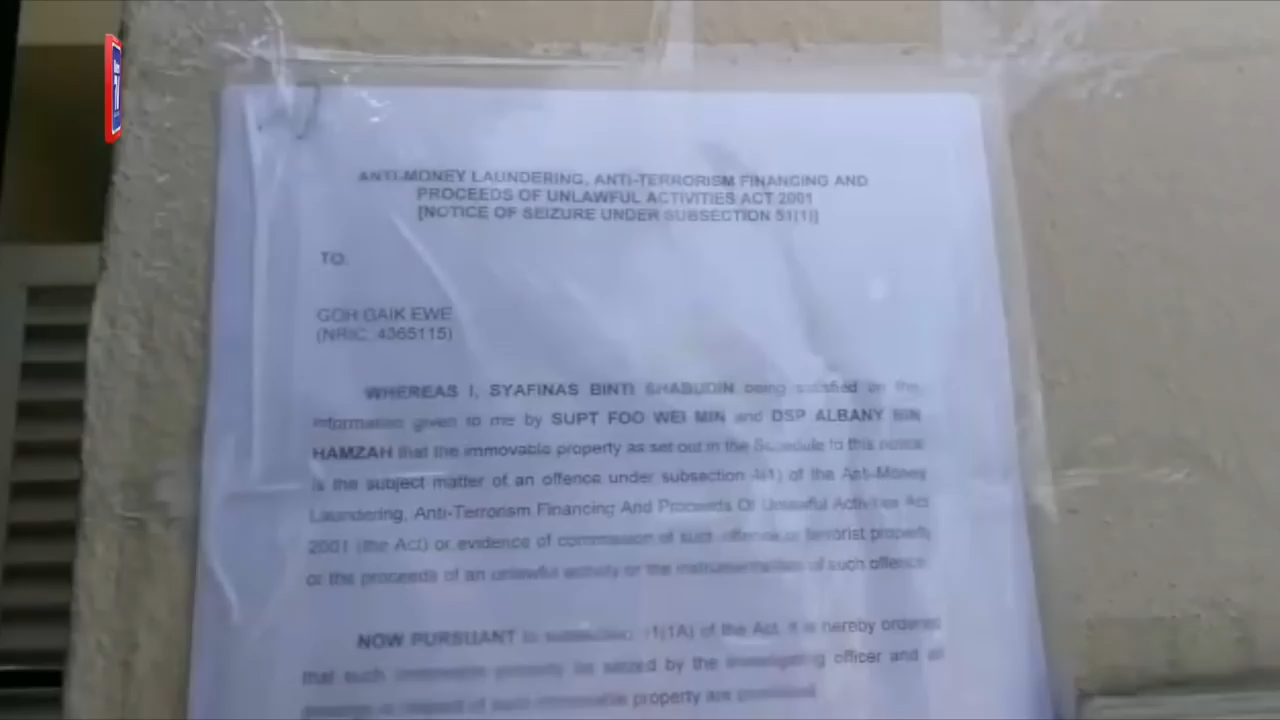 ANTI-MONEY LAUNDERING, ANTI-TERRORISM FINANCING AND
PROCEEDS OF UNLAWFUL ACTIVITIES ACT 2001
[NOTICE OF SEIZURE UNDER SUBSECTION 51(1)]
TO:
GOH GAIK EWE
(NRIC: 4365115)
WHEREAS I, SYAFINAS BINTI SHABUDIN being satisfied on the
information given to me by SUPT FOO WEI MIN and DSP ALBANY BIN
HAMZAH that the immovable property as set out in the Schedule to this notice
is the subject matter of an offence under subsection 4(1) of the Anti-Money
Laundering, Anti-Terrorism Financing And Proceeds Of Unlawful Activities Act
2001 (the Act) or evidence of commission of such offence or terrorist property
or the proceeds of an unlawful activity or the instrumentalities of such offence
NOW PURSUANT to subsection of the Act, it is hereby ordered
that such immovable property be seized by the investigating officer and all
in respect of such immovable property are